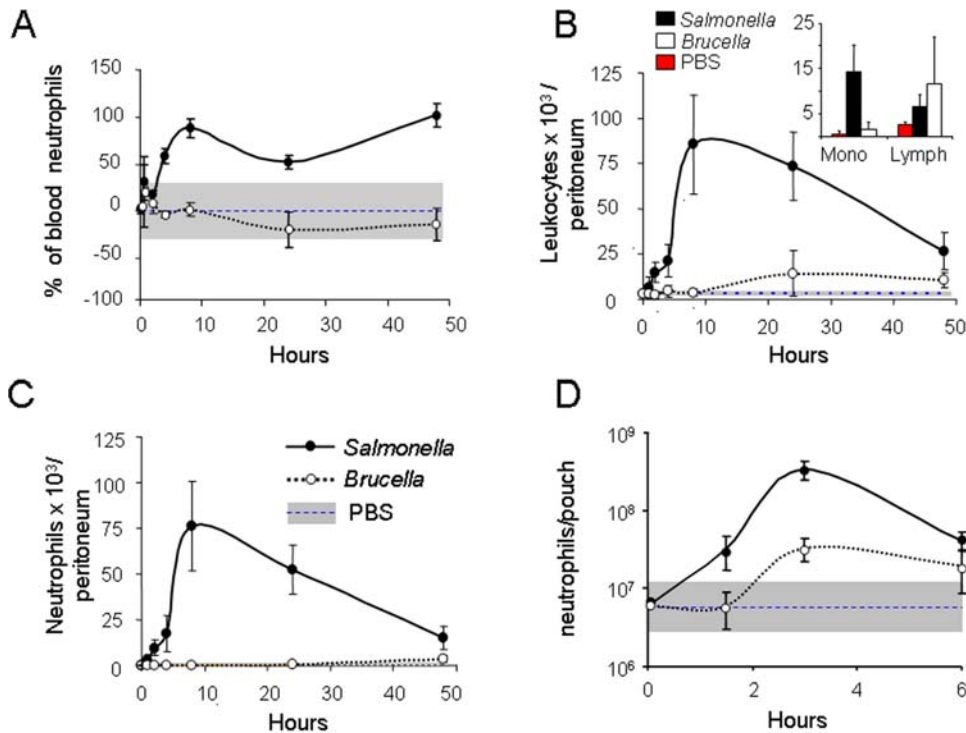 A
% of blood neutrophils
150
100
50
0
-50
-100
0 10 20 30 40 50
Hours
B
Salmonella
Brucella
PBS
Leukocytes x 10³/
peritoneum
125
100
75
50
25
0
0 10 20 30 40 50
Hours
25
15
5
Mono Lymph
C
Neutrophils x 10³/
peritoneum
125
100
75
50
25
0
0 10 20 30 40 50
Hours
Salmonella
Brucella
PBS
D
neutrophils/pouch
10⁹
10⁸
10⁷
10⁶
0 2 4 6
Hours